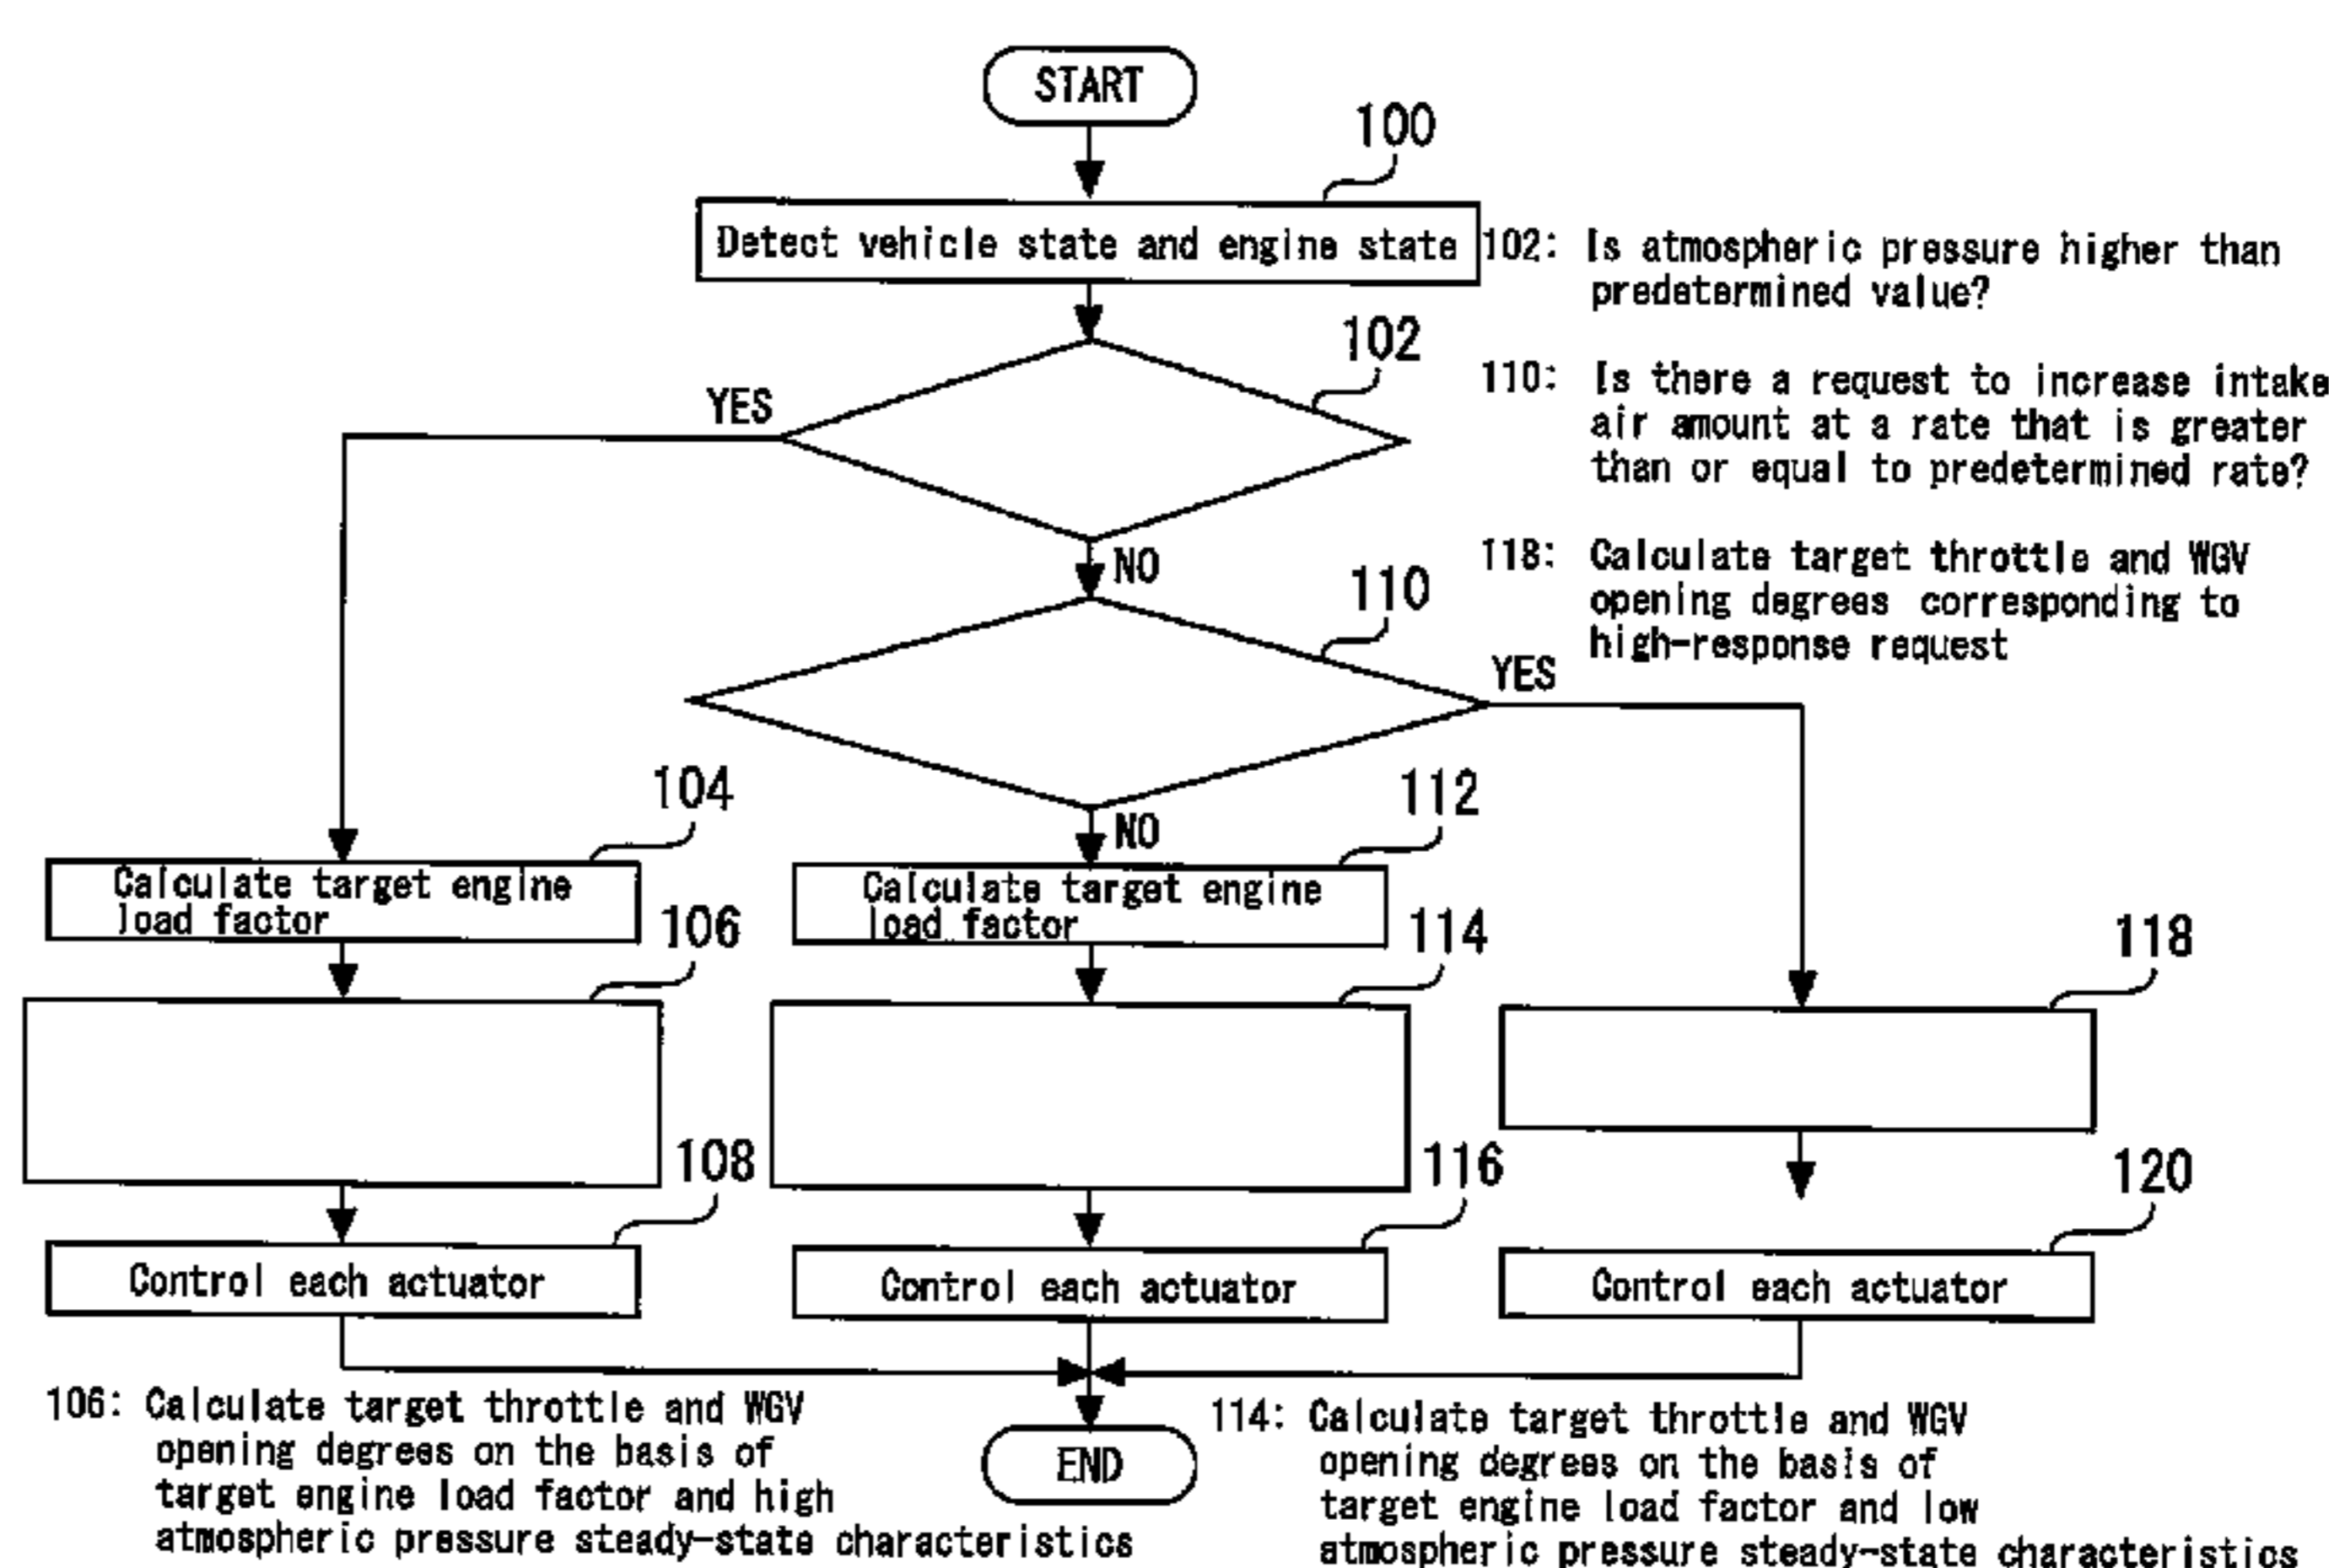 START
100
Detect vehicle state and engine state
102: Is atmospheric pressure higher than
predetermined value?
102
YES
110: Is there a request to increase intake
air amount at a rate that is greater
than or equal to predetermined rate?
NO
118: Calculate target throttle and WGV
opening degrees corresponding to
high-response request
110
YES
NO
104
Calculate target engine
load factor
112
Calculate target engine
load factor
106
114
118
108
Control each actuator
116
Control each actuator
120
Control each actuator
106: Calculate target throttle and WGV
opening degrees on the basis of
target engine load factor and high
atmospheric pressure steady-state characteristics
END
114: Calculate target throttle and WGV
opening degrees on the basis of
target engine load factor and low
atmospheric pressure steady-state characteristics